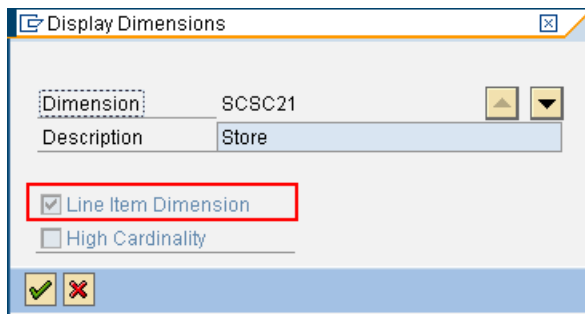 Display Dimensions
Dimension SCSC21
Description Store
Line Item Dimension
High Cardinality